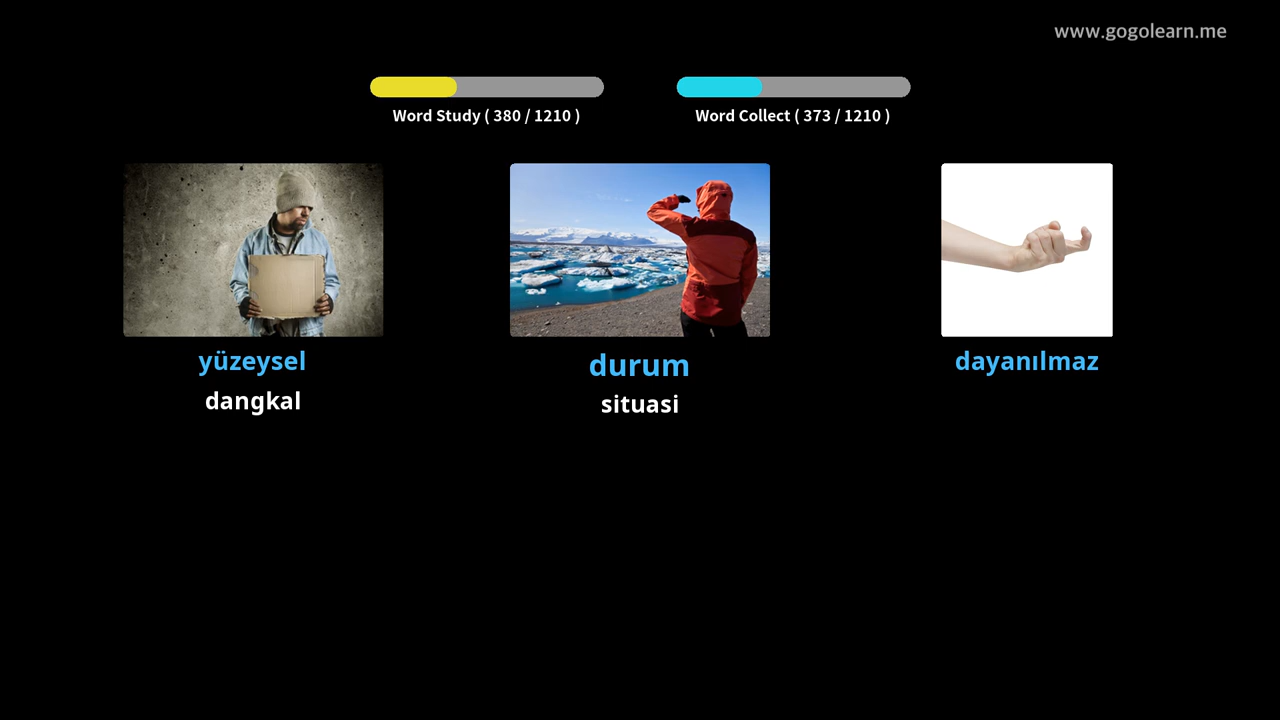 www.gogolearn.me
Word Study ( 380 / 1210 )
Word Collect ( 373 / 1210 )
yüzeysel
dangkal
durum
situasi
dayanılmaz